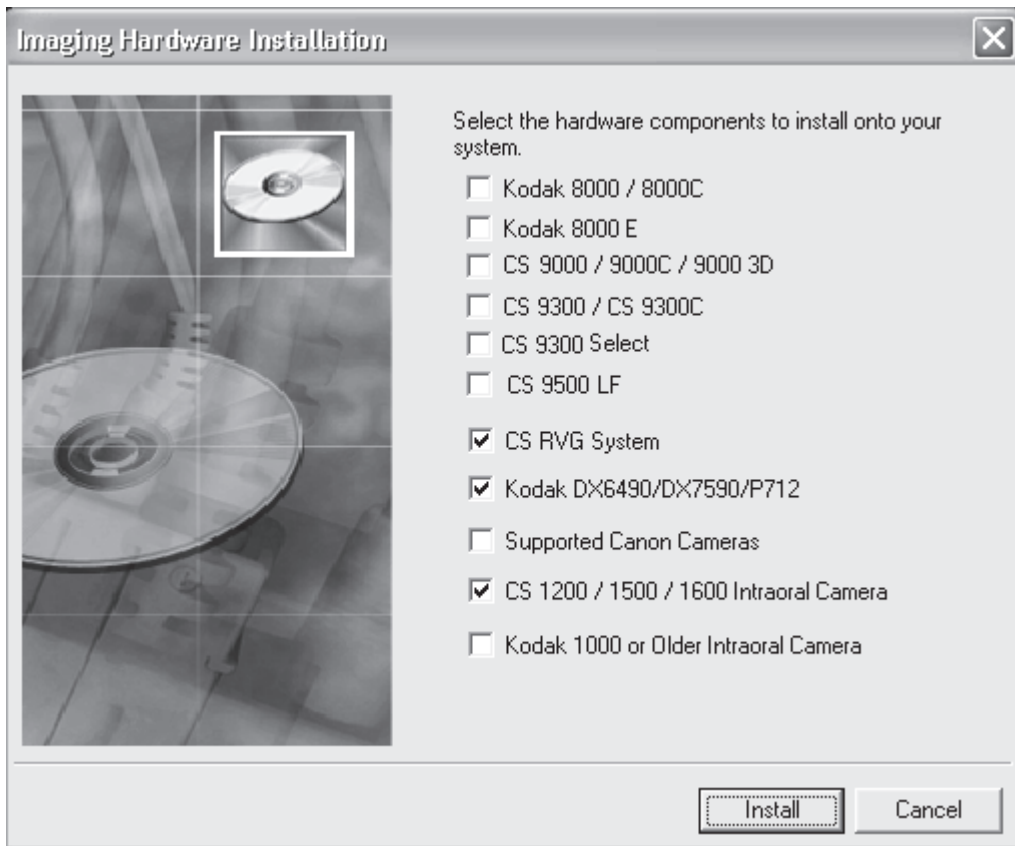 Imaging Hardware Installation
Select the hardware components to install onto your
system.
Kodak 8000 / 8000C
Kodak 8000 E
CS 9000 / 9000C / 9000 3D
CS 9300 / CS 9300C
CS 9300 Select
CS 9500 LF
CS RVG System
Kodak DX6490/DX7590/P712
Supported Canon Cameras
CS 1200 / 1500 / 1600 Intraoral Camera
Kodak 1000 or Older Intraoral Camera
Install Cancel